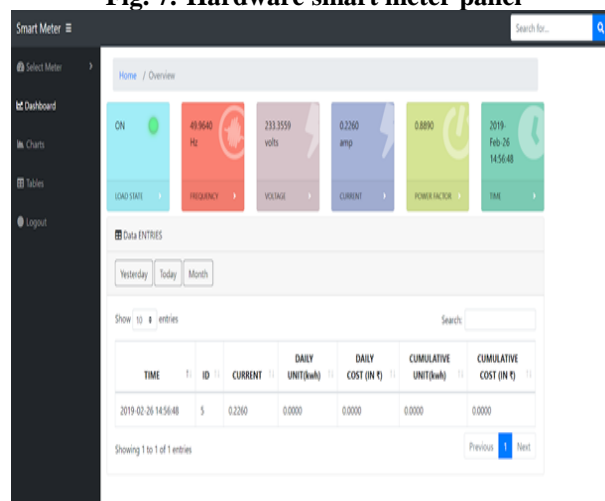 Fig. 7. Hardware smart meter panel
Smart Meter
Search for...
Select Meter
Home / Overview
Dashboard
Charts
Tables
Logout
ON
49.9640
Hz
233.3559
volts
0.2260
amp
0.8890
2019-
Feb-26
14:56:48
LOAD STATE
FREQUENCY
VOLTAGE
CURRENT
POWER FACTOR
TIME
Data ENTRIES
Yesterday Today Month
Show 10 entries
Search:
TIME ID CURRENT DAILY UNIT(kwh) DAILY COST (IN ₹) CUMULATIVE UNIT(kwh) CUMULATIVE COST (IN ₹)
2019-02-26 14:56:48 5 0.2260 0.0000 0.0000 0.0000 0.0000
Showing 1 to 1 of 1 entries
Previous 1 Next